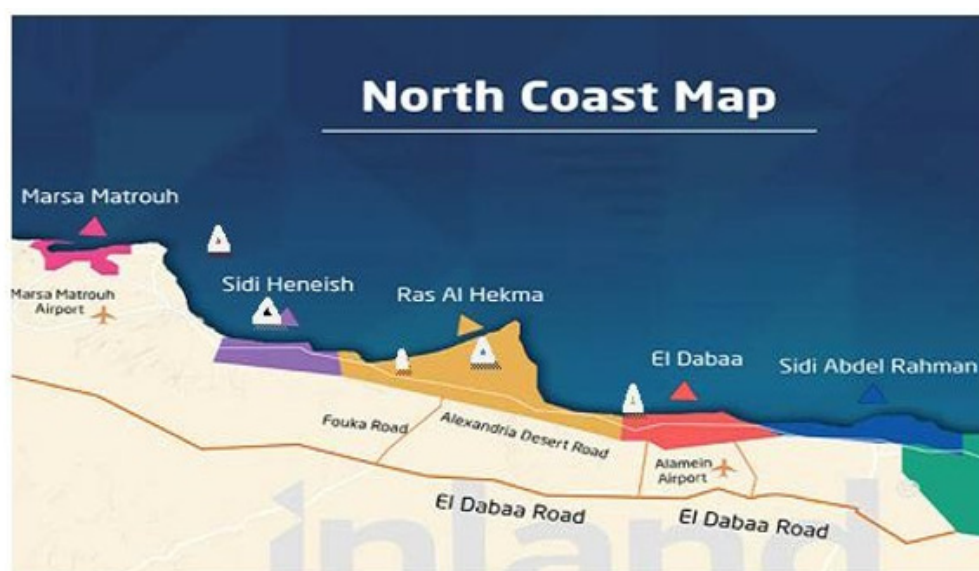 North Coast Map
Marsa Matrouh
Sidi Heneish
Ras Al Hekma
Marsa Matrouh
Airport
El Dabaa
Sidi Abdel Rahman
Fouka Road
Alexandria Desert Road
Alamein
Airport
El Dabaa Road
El Dabaa Road
inland